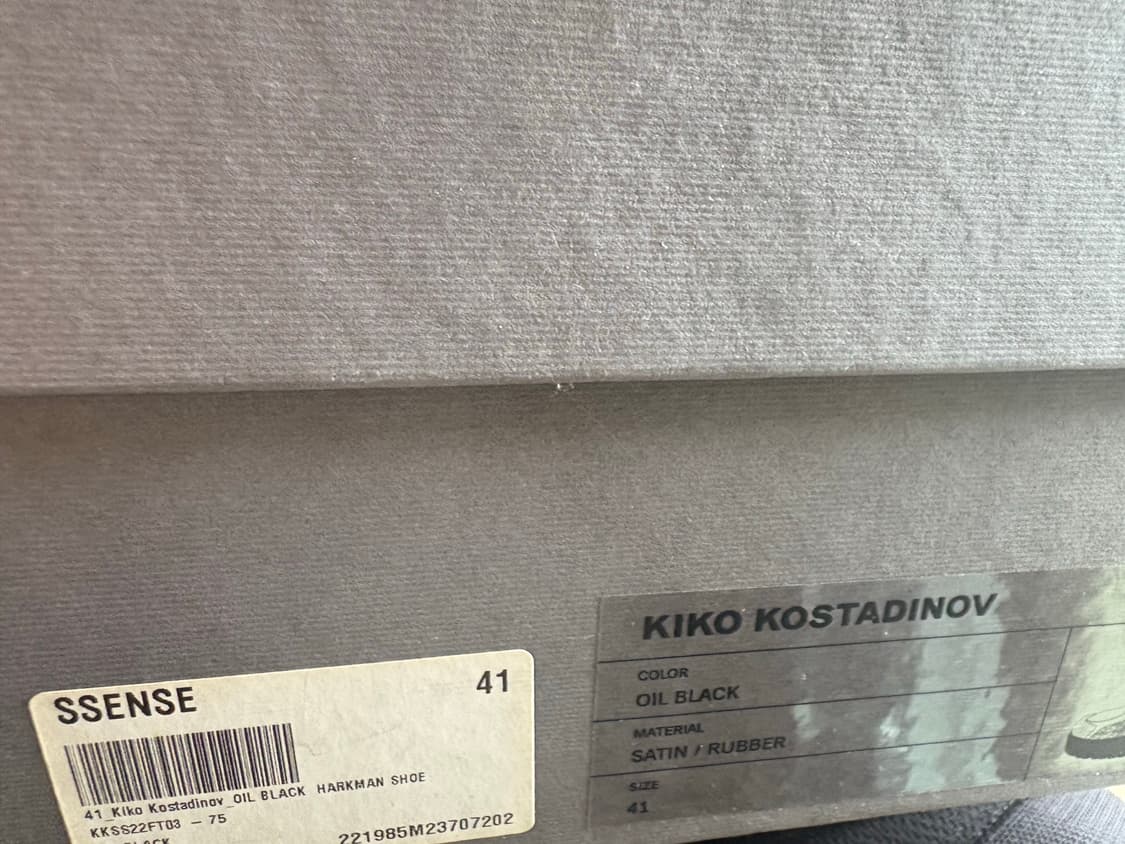 SSENSE
41
41_Kiko Kostadinov_OIL BLACK HARKMAN SHOE
KKSS22FT03 - 75
BLACK
221985M23707202
KIKO KOSTADINOV
COLOR
OIL BLACK
MATERIAL
SATIN / RUBBER
SIZE
41